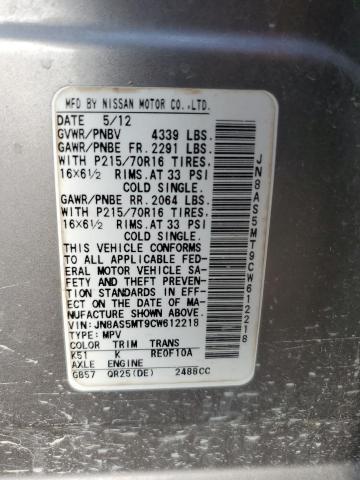 MFD BY NISSAN MOTOR CO.,LTD.
DATE 5/12
GVWR/PNBV 4339 LBS.
GAWR/PNBE FR. 2291 LBS.
WITH P215/70R16 TIRES.
16X6½ RIMS.AT 33 PSI
COLD SINGLE.
GAWR/PNBE RR. 2064 LBS.
WITH P215/70R16 TIRES.
16X6½ RIMS.AT 33 PSI
COLD SINGLE.
THIS VEHICLE CONFORMS
TO ALL APPLICABLE FED-
ERAL MOTOR VEHICLE SA-
FETY AND THEFT PREVENTION
STANDARDS IN EFFECT
ON THE DATE OF MA-
NUFACTURE SHOWN ABOVE.
VIN: JN8AS5MT9CW612218
TYPE: MPV
COLOR TRIM TRANS
K51 K RE0F10A
AXLE ENGINE
GB57 QR25(DE) 2488CC
JN8AS5MT9CW612218